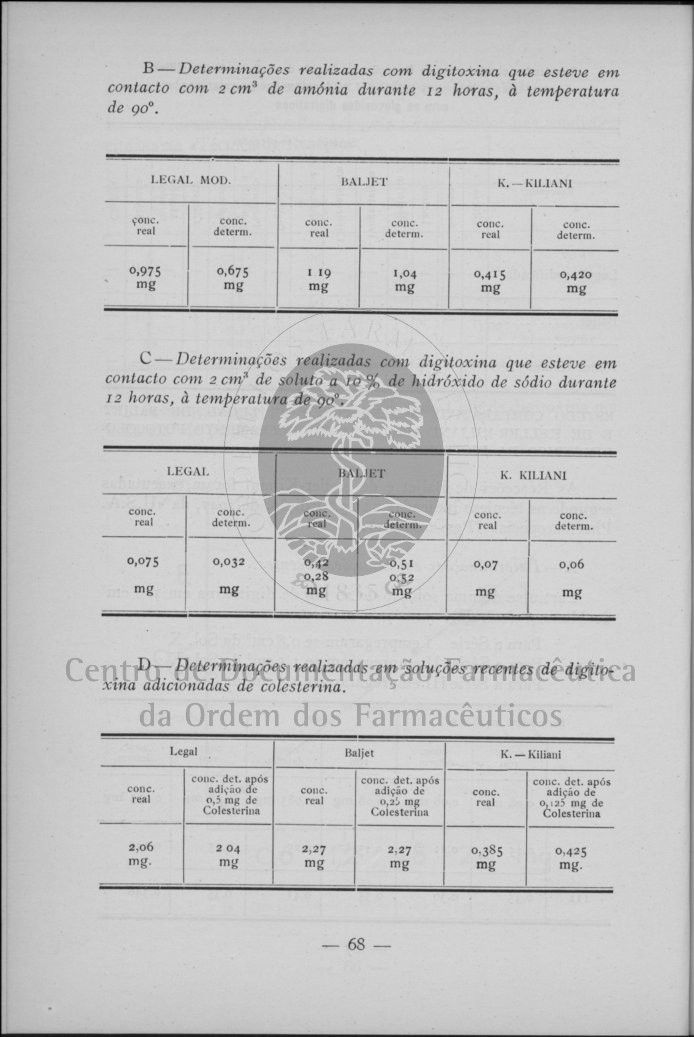 B — Determinações realizadas com digitoxina que esteve em
contacto com 2 cm³ de amónia durante 12 horas, à temperatura
de 90°.
LEGAL MOD. BALJET K. — KILIANI
conc. real conc. determ. conc. real conc. determ. conc. real conc. determ.
0,975 0,675 1 19 1,04 0,415 0,420
mg mg mg mg mg mg
C — Determinações realizadas com digitoxina que esteve em
contacto com 2 cm³ de soluto a 10 % de hidróxido de sódio durante
12 horas, à temperatura de 90°.
LEGAL BALJET K. KILIANI
conc. real conc. determ. conc. real conc. determ. conc. real conc. determ.
0,075 0,032 0,42 0,51 0,07 0,06
0,28 0,52
mg mg mg mg mg mg
1835
D — Determinações realizadas em soluções recentes de digito-
xina adicionadas de colesterina.
Centro de Documentação Farmacêutica
da Ordem dos Farmacêuticos
Legal Baljet K. — Kiliani
conc. real conc. det. após adição de 0,5 mg de Colesterina conc. real conc. det. após adição de 0,25 mg Colesterina conc. real conc. det. após adição de 0,125 mg de Colesterina
2,06 2 04 2,27 2,27 0,385 0,425
mg. mg mg mg mg mg.
— 68 —